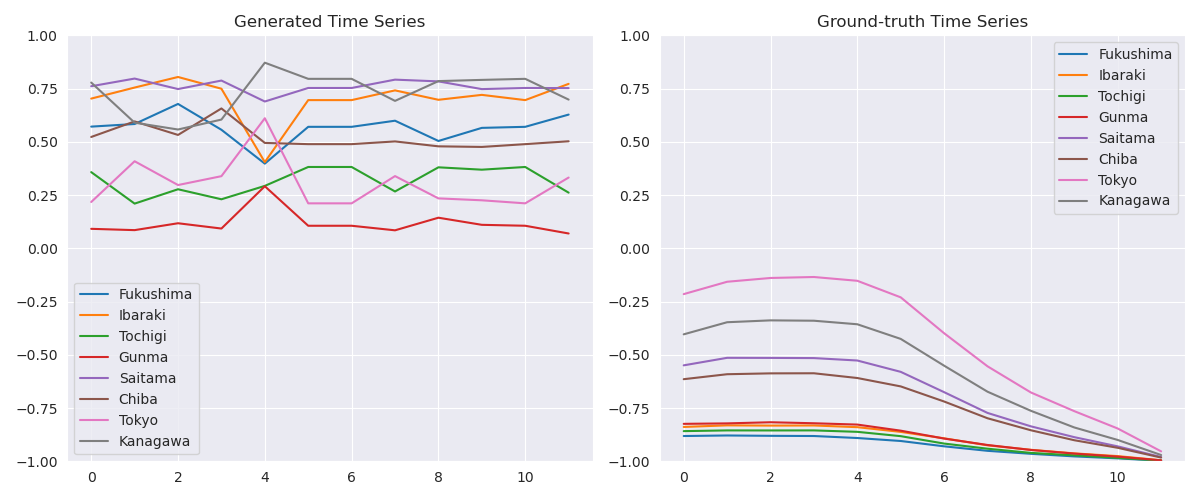 Generated Time Series
1.00
0.75
0.50
0.25
0.00
−0.25
−0.50
−0.75
−1.00
Fukushima
Ibaraki
Tochigi
Gunma
Saitama
Chiba
Tokyo
Kanagawa
0 2 4 6 8 10
Ground-truth Time Series
1.00
0.75
0.50
0.25
0.00
−0.25
−0.50
−0.75
−1.00
Fukushima
Ibaraki
Tochigi
Gunma
Saitama
Chiba
Tokyo
Kanagawa
0 2 4 6 8 10